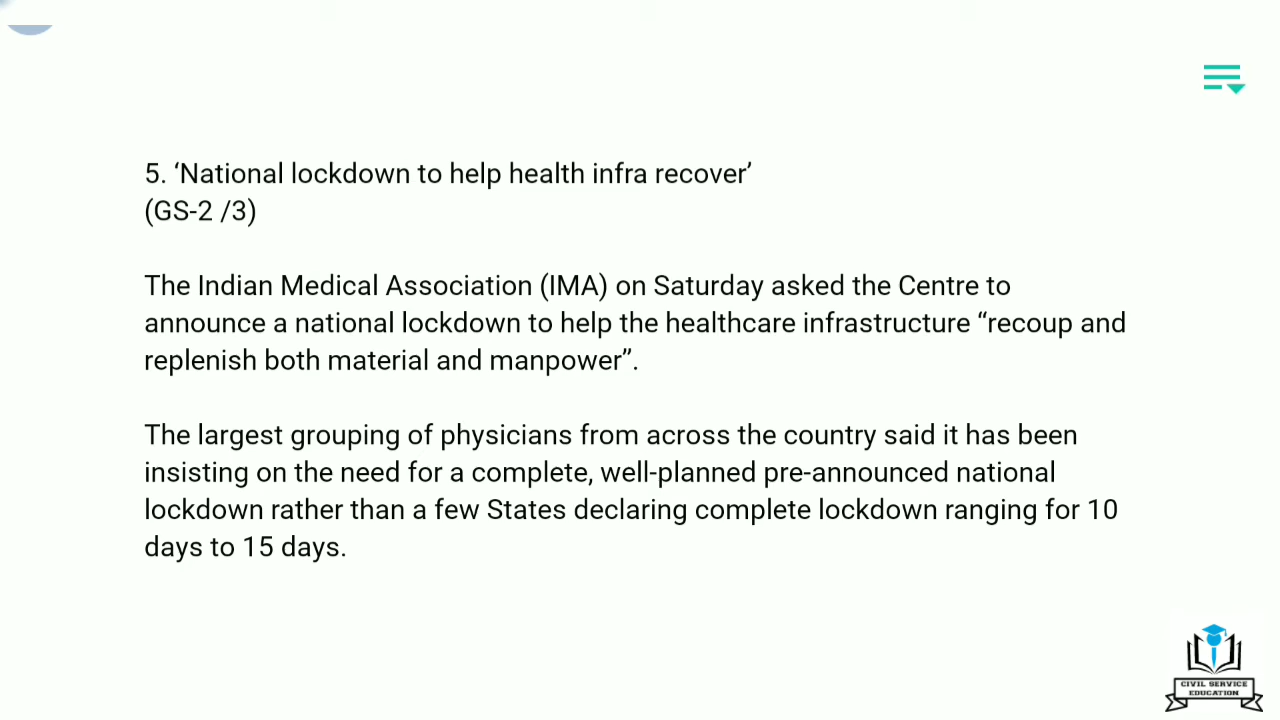 5. ‘National lockdown to help health infra recover’
(GS-2 /3)
The Indian Medical Association (IMA) on Saturday asked the Centre to
announce a national lockdown to help the healthcare infrastructure “recoup and
replenish both material and manpower”.
The largest grouping of physicians from across the country said it has been
insisting on the need for a complete, well-planned pre-announced national
lockdown rather than a few States declaring complete lockdown ranging for 10
days to 15 days.
CIVIL SERVICE
EDUCATION